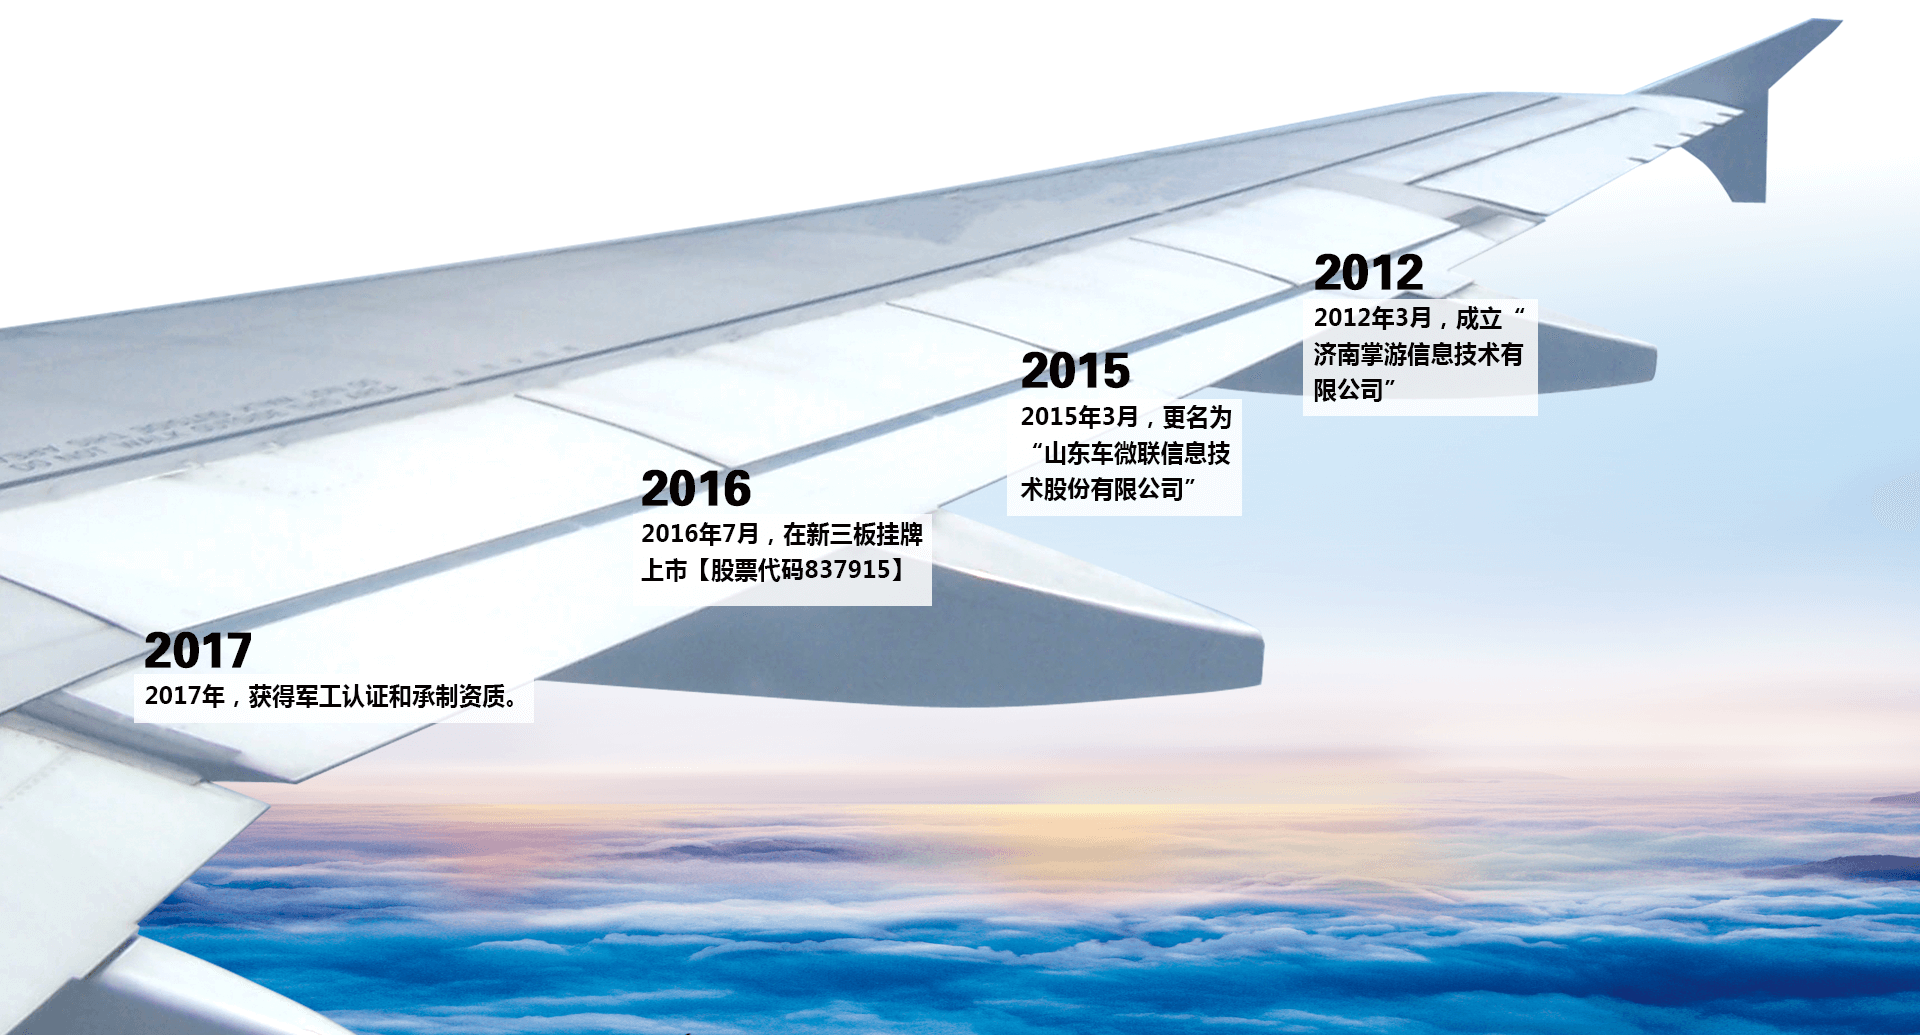 2012
2012年3月，成立“
济南掌游信息技术有
限公司”
2015
2015年3月，更名为
“山东车微联信息技
术股份有限公司”
2016
2016年7月，在新三板挂牌
上市【股票代码837915】
2017
2017年，获得军工认证和承制资质。